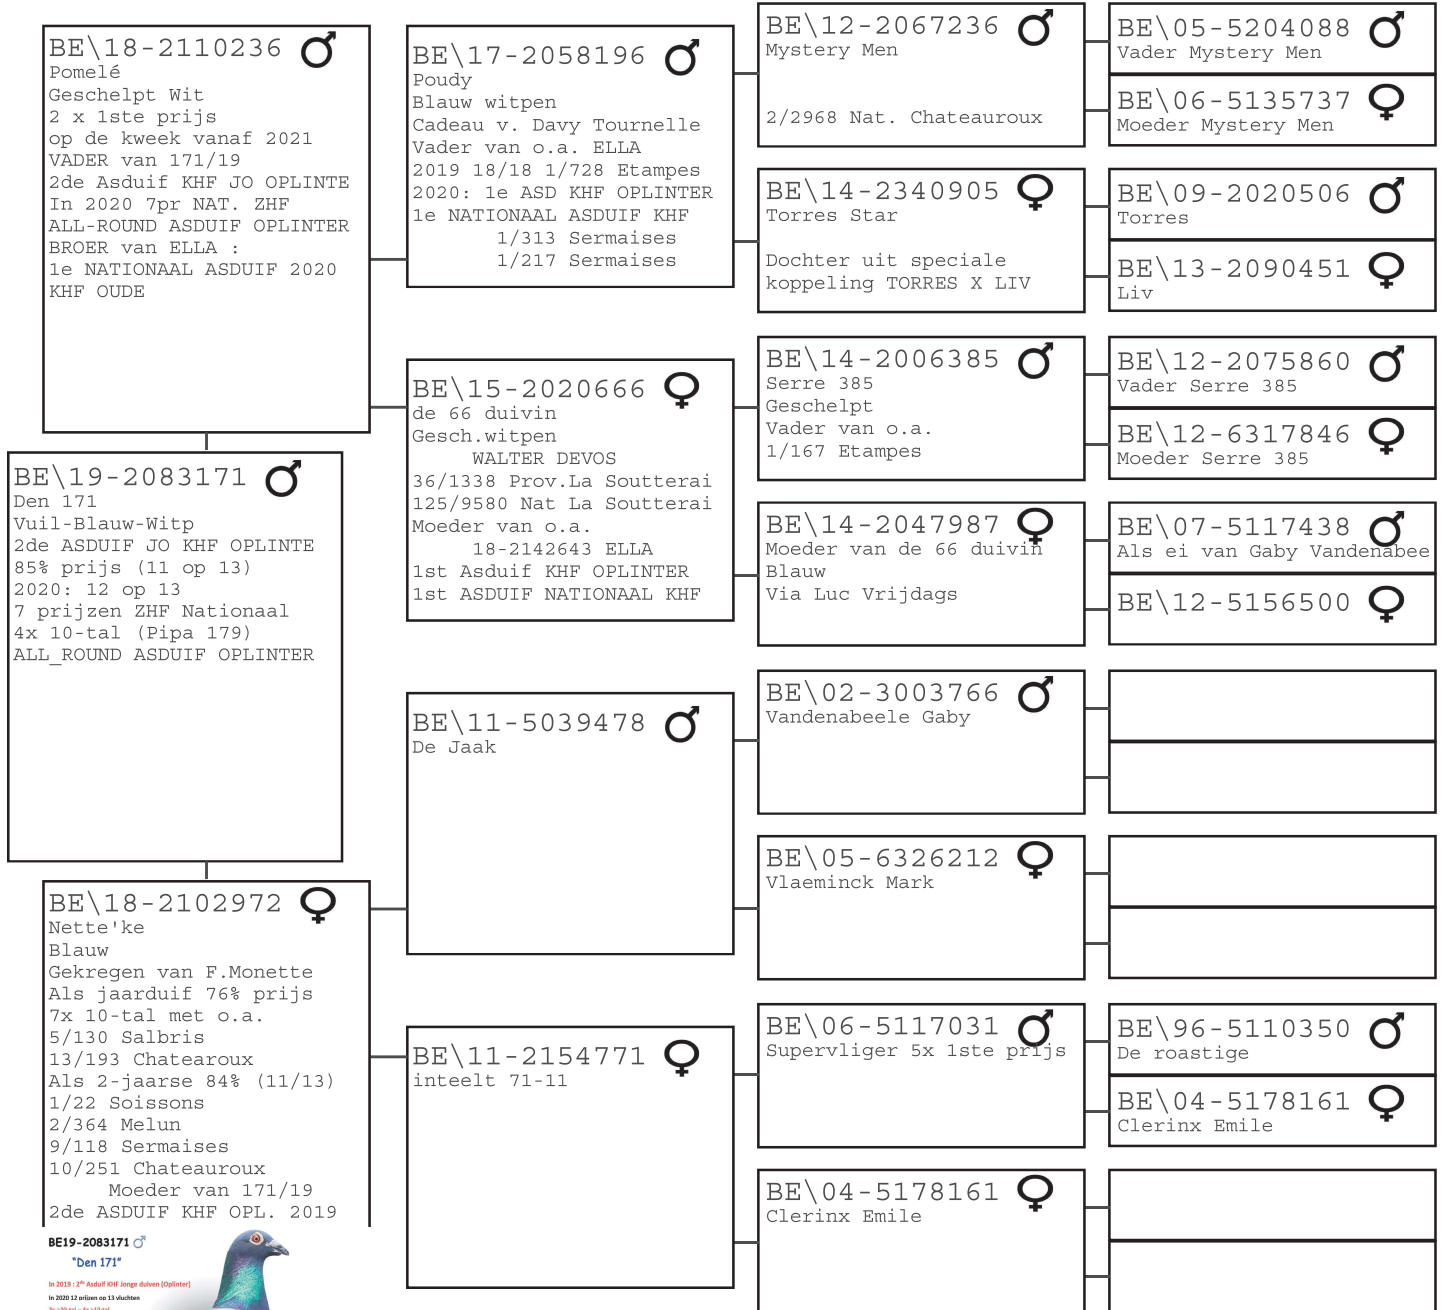 BE\18-2110236
Pomelé
Geschelpt Wit
2 x 1ste prijs
op de kweek vanaf 2021
VADER van 171/19
2de Asduif KHF JO OPLINTE
In 2020 7pr NAT. ZHF
ALL-ROUND ASDUIF OPLINTER
BROER van ELLA :
1e NATIONAAL ASDUIF 2020
KHF OUDE
BE\19-2083171
Den 171
Vuil-Blauw-Witp
2de ASDUIF JO KHF OPLINTE
85% prijs (11 op 13)
2020: 12 op 13
7 prijzen ZHF Nationaal
4x 10-tal (Pipa 179)
ALL_ROUND ASDUIF OPLINTER
BE\18-2102972
Nette'ke
Blauw
Gekregen van F.Monette
Als jaarduif 76% prijs
7x 10-tal met o.a.
5/130 Salbris
13/193 Chatearoux
Als 2-jaarse 84% (11/13)
1/22 Soissons
2/364 Melun
9/118 Sermaises
10/251 Chateauroux
Moeder van 171/19
2de ASDUIF KHF OPL. 2019
BE19-2083171
"Den 171"
In 2019 : 2de Asduif KHF Jonge duiven (Oplinter)
In 2020 12 prijzen op 13 vluchten
BE\17-2058196
Poudy
Blauw witpen
Cadeau v. Davy Tournelle
Vader van o.a. ELLA
2019 18/18 1/728 Etampes
2020: 1e ASD KHF OPLINTER
1e NATIONAAL ASDUIF KHF
1/313 Sermaises
1/217 Sermaises
BE\15-2020666
de 66 duivin
Gesch.witpen
WALTER DEVOS
36/1338 Prov.La Soutterai
125/9580 Nat La Soutterai
Moeder van o.a.
18-2142643 ELLA
1st Asduif KHF OPLINTER
1st ASDUIF NATIONAAL KHF
BE\11-5039478
De Jaak
BE\11-2154771
inteelt 71-11
BE\12-2067236
Mystery Men
2/2968 Nat. Chateauroux
BE\14-2340905
Torres Star
Dochter uit speciale
koppeling TORRES X LIV
BE\14-2006385
Serre 385
Geschelpt
Vader van o.a.
1/167 Etampes
BE\14-2047987
Moeder van de 66 duivin
Blauw
Via Luc Vrijdags
BE\02-3003766
Vandenabeele Gaby
BE\05-6326212
Vlaeminck Mark
BE\06-5117031
Supervliger 5x 1ste prijs
BE\04-5178161
Clerinx Emile
BE\05-5204088
Vader Mystery Men
BE\06-5135737
Moeder Mystery Men
BE\09-2020506
Torres
BE\13-2090451
Liv
BE\12-2075860
Vader Serre 385
BE\12-6317846
Moeder Serre 385
BE\07-5117438
Als ei van Gaby Vandenabee
BE\12-5156500
BE\96-5110350
De roastige
BE\04-5178161
Clerinx Emile